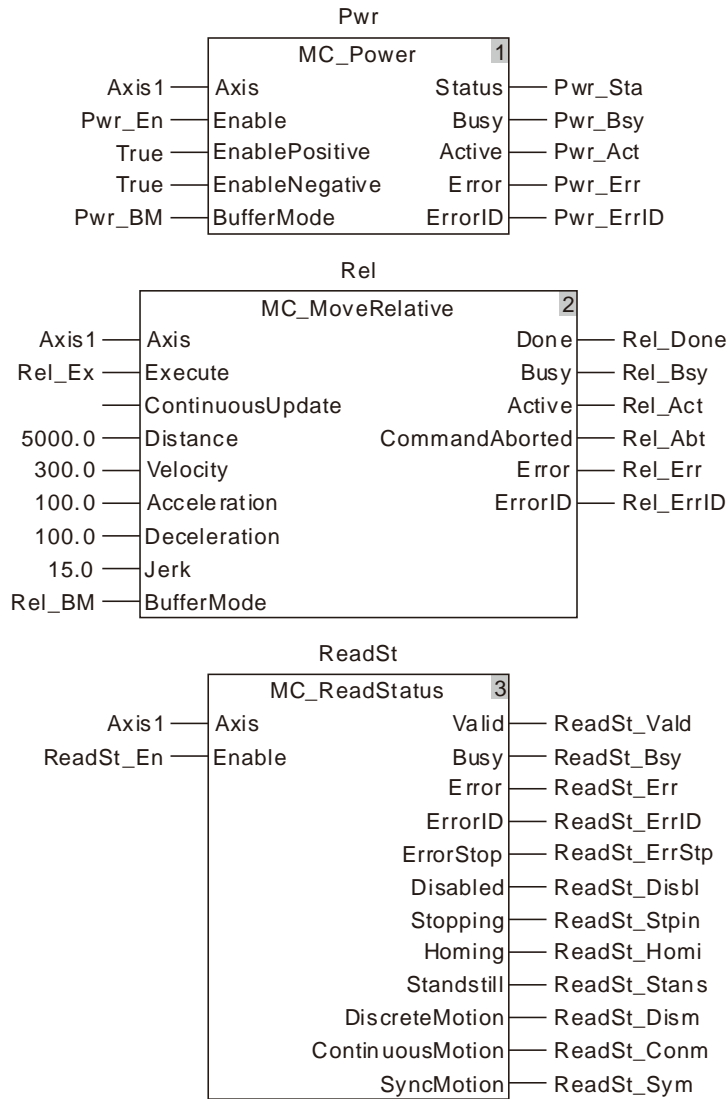 Pwr
MC_Power 1
Axis1 Axis Status Pwr_Sta
Pwr_En Enable Busy Pwr_Bsy
True EnablePositive Active Pwr_Act
True EnableNegative Error Pwr_Err
Pwr_BM BufferMode ErrorID Pwr_ErrID
Rel
MC_MoveRelative 2
Axis1 Axis Done Rel_Done
Rel_Ex Execute Busy Rel_Bsy
ContinuousUpdate Active Rel_Act
5000.0 Distance CommandAborted Rel_Abt
300.0 Velocity Error Rel_Err
100.0 Acceleration ErrorID Rel_ErrID
100.0 Deceleration
15.0 Jerk
Rel_BM BufferMode
ReadSt
MC_ReadStatus 3
Axis1 Axis Valid ReadSt_Vald
ReadSt_En Enable Busy ReadSt_Bsy
Error ReadSt_Err
ErrorID ReadSt_ErrID
ErrorStop ReadSt_ErrStp
Disabled ReadSt_Disbl
Stopping ReadSt_Stpin
Homing ReadSt_Homi
Standstill ReadSt_Stans
DiscreteMotion ReadSt_Dism
ContinuousMotion ReadSt_Conm
SyncMotion ReadSt_Sym